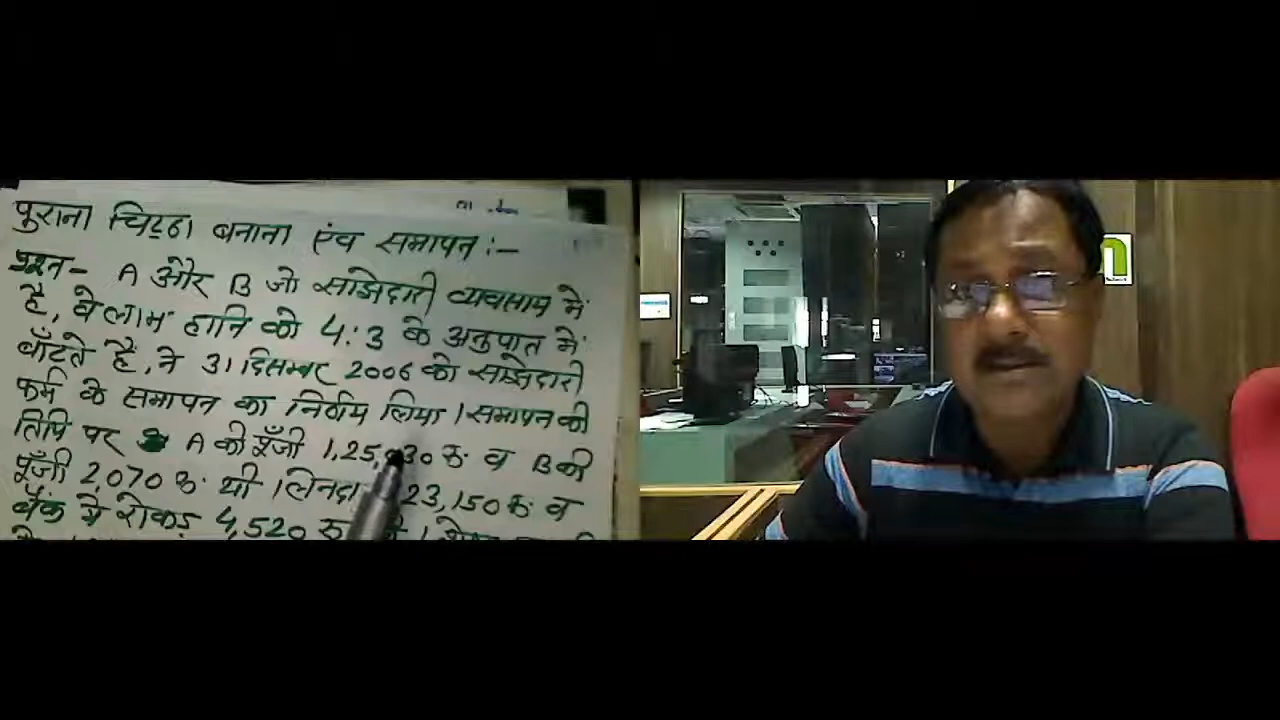 पुराना चिट्ठा बनाना एंव समापन :-
प्रश्न - A और B जो साझेदारी व्यवसाय में
हैं, वे लाभ हानि को 4:3 के अनुपात में
बाँटते हैं, ने 31 दिसम्बर 2006 को साझेदारी
फर्म के समापन का निर्णय लिया । समापन की
तिथि पर A की पूँजी 1,25,030 रु. व B की
पूँजी 2,070 रु. थी । लेनदार 23,150 रु. व
बैंक में रोकड़ 4,520 रु